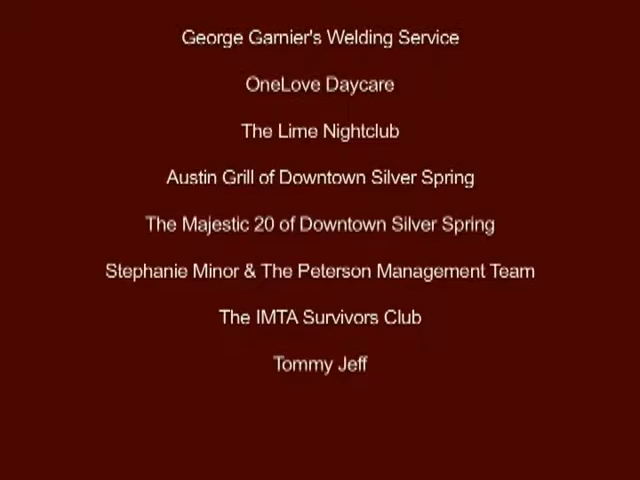 George Garnier's Welding Service
OneLove Daycare
The Lime Nightclub
Austin Grill of Downtown Silver Spring
The Majestic 20 of Downtown Silver Spring
Stephanie Minor & The Peterson Management Team
The IMTA Survivors Club
Tommy Jeff